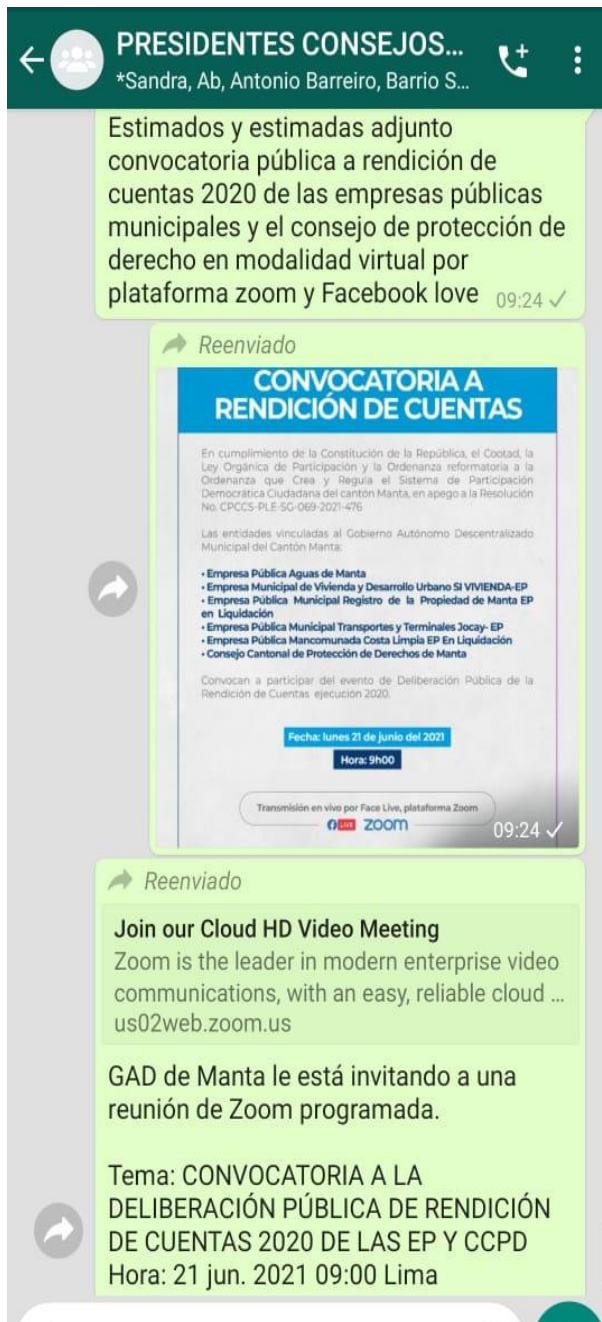 PRESIDENTES CONSEJOS...
*Sandra, Ab, Antonio Barreiro, Barrio S...
Estimados y estimadas adjunto
convocatoria pública a rendición de
cuentas 2020 de las empresas públicas
municipales y el consejo de protección de
derecho en modalidad virtual por
plataforma zoom y Facebook love 09:24
Reenviado
CONVOCATORIA A
RENDICIÓN DE CUENTAS
En cumplimiento de la Constitución de la República, el Cootad, la
Ley Orgánica de Participación y la Ordenanza reformatoria a la
Ordenanza que Crea y Regula el Sistema de Participación
Democrática Ciudadana del cantón Manta, en apego a la Resolución
No. CPCCS-PLE-SG-069-2021-476
Las entidades vinculadas al Gobierno Autónomo Descentralizado
Municipal del Cantón Manta:
• Empresa Pública Aguas de Manta
• Empresa Municipal de Vivienda y Desarrollo Urbano SI VIVIENDA-EP
• Empresa Pública Municipal Registro de la Propiedad de Manta EP
en Liquidación
• Empresa Pública Municipal Transportes y Terminales Jocay- EP
• Empresa Pública Mancomunada Costa Limpia EP En Liquidación
• Consejo Cantonal de Protección de Derechos de Manta
Convocan a participar del evento de Deliberación Pública de la
Rendición de Cuentas ejecución 2020.
Fecha: lunes 21 de junio del 2021
Hora: 9h00
Transmisión en vivo por Face Live, plataforma Zoom
LIVE zoom
09:24
Reenviado
Join our Cloud HD Video Meeting
Zoom is the leader in modern enterprise video
communications, with an easy, reliable cloud ...
us02web.zoom.us
GAD de Manta le está invitando a una
reunión de Zoom programada.
Tema: CONVOCATORIA A LA
DELIBERACIÓN PÚBLICA DE RENDICIÓN
DE CUENTAS 2020 DE LAS EP Y CCPD
Hora: 21 jun. 2021 09:00 Lima